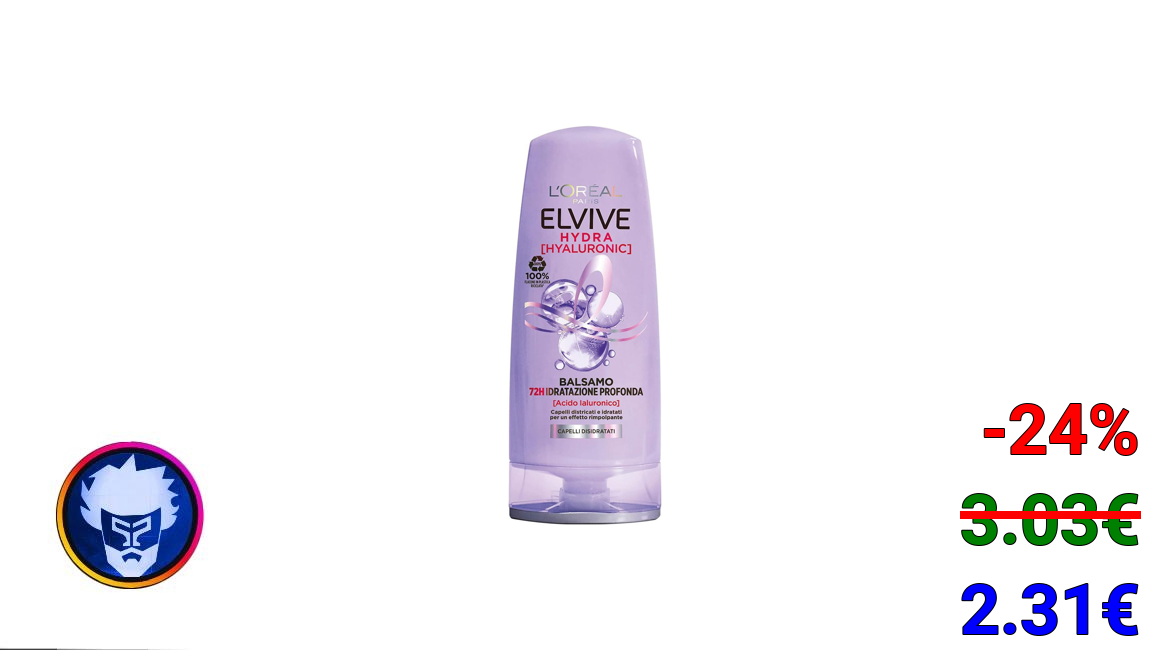 L'ORÉAL
PARIS
ELVIVE
HYDRA
[HYALURONIC]
100%
BALSAMO
72H IDRATAZIONE PROFONDA
[Acido Ialuronico]
Capelli districati e idratati
per un effetto rimpolpante
CAPELLI DISIDRATATI
-24%
3.03€
2.31€